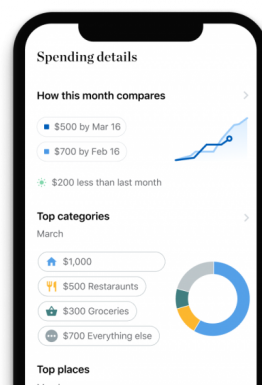 Spending details
How this month compares
$500 by Mar 16
$700 by Feb 16
$200 less than last month
Top categories
March
$1,000
$500 Restaraunts
$300 Groceries
$700 Everything else
Top places